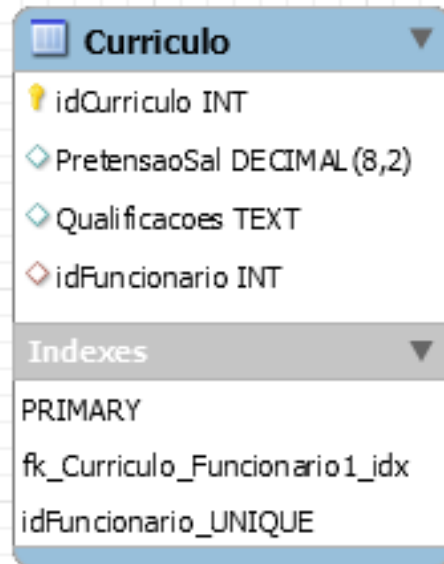 Curriculo
idCurriculo INT
PretensaoSal DECIMAL(8,2)
Qualificacoes TEXT
idFuncionario INT
Indexes
PRIMARY
fk_Curriculo_Funcionario1_idx
idFuncionario_UNIQUE